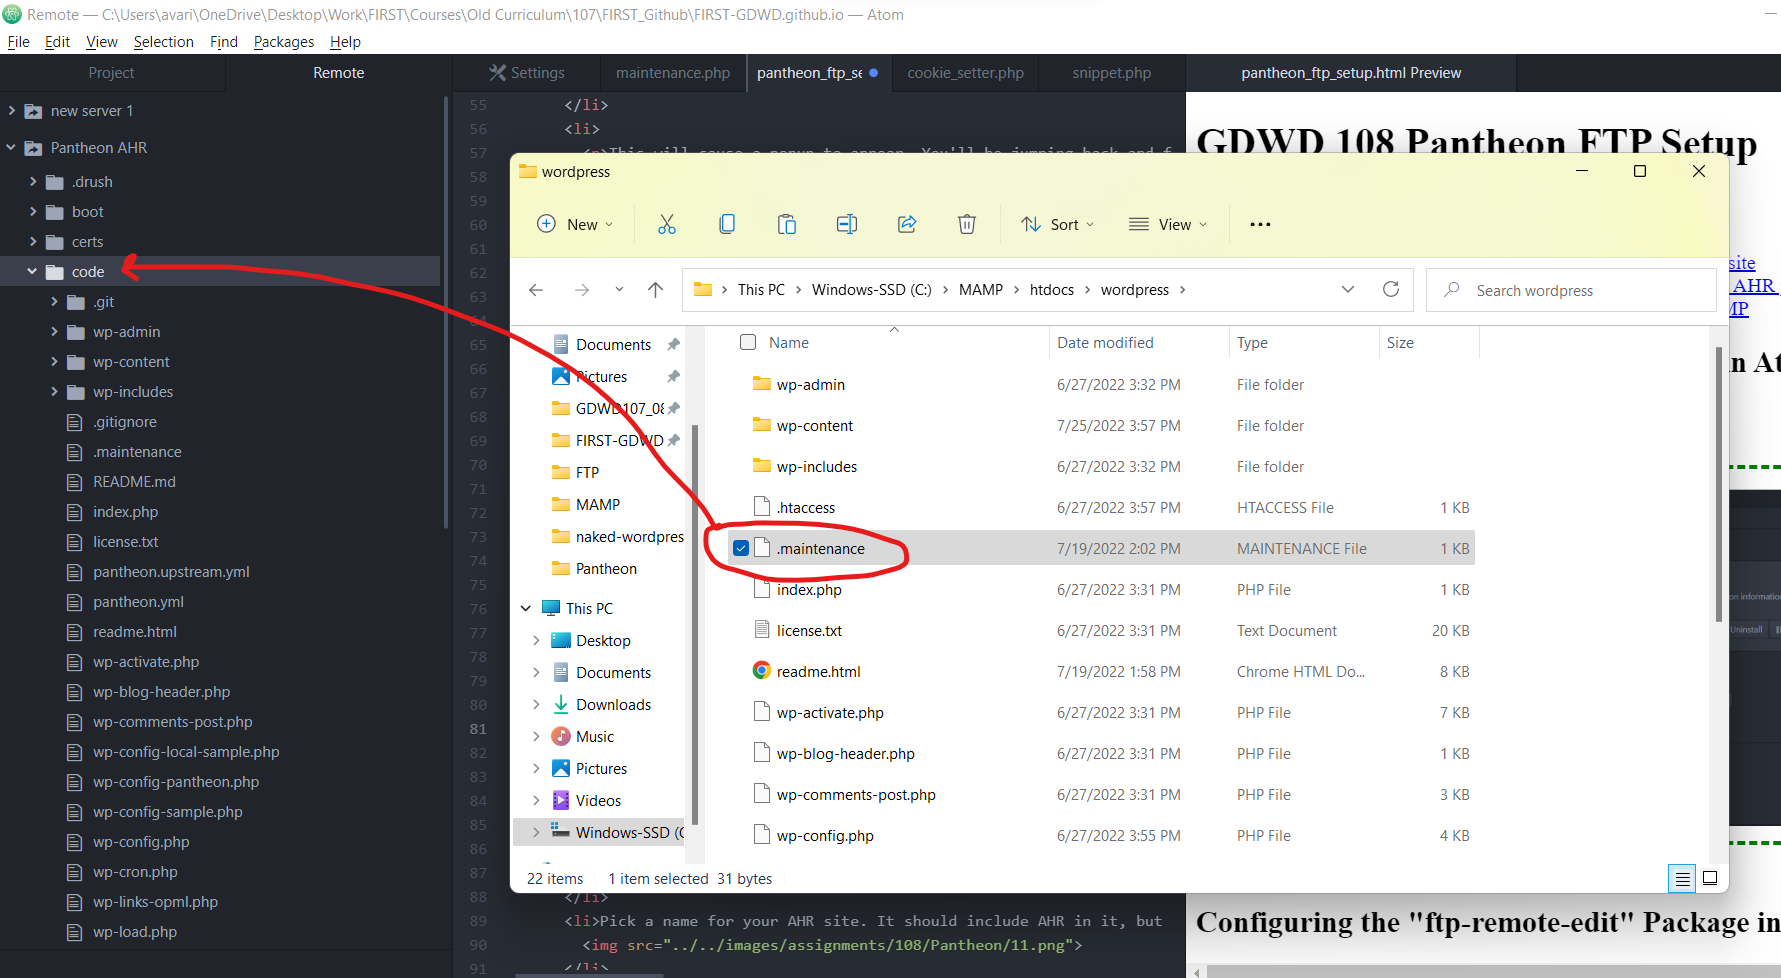 Remote — C:\Users\avari\OneDrive\Desktop\Work\FIRST\Courses\Old Curriculum\107\FIRST_Github\FIRST-GDWD.github.io — Atom
File Edit View Selection Find Packages Help
Project Remote
new server 1
Pantheon AHR
.drush
boot
certs
code
.git
wp-admin
wp-content
wp-includes
.gitignore
.maintenance
README.md
index.php
license.txt
pantheon.upstream.yml
pantheon.yml
readme.html
wp-activate.php
wp-blog-header.php
wp-comments-post.php
wp-config-local-sample.php
wp-config-pantheon.php
wp-config-sample.php
wp-config.php
wp-cron.php
wp-links-opml.php
wp-load.php
Settings maintenance.php pantheon_ftp_se cookie_setter.php snippet.php pantheon_ftp_setup.html Preview
55 </li>
56 <li>
57
58
59
60
61
62
63
64
65
66
67
68
69
70
71
72
73
74
75
76
77
78
79
80
81
82
83
84
85
86
87
88 </li>
89 <li>Pick a name for your AHR site. It should include AHR in it, but
90 <img src="../../images/assignments/108/Pantheon/11.png">
91 </li>
wordpress
New Sort View
This PC Windows-SSD (C:) MAMP htdocs wordpress
Search wordpress
Documents
Pictures
GDWD107_08
FIRST-GDWD
FTP
MAMP
naked-wordpres
Pantheon
This PC
Desktop
Documents
Downloads
Music
Pictures
Videos
Windows-SSD (C
Name Date modified Type Size
wp-admin 6/27/2022 3:32 PM File folder
wp-content 7/25/2022 3:57 PM File folder
wp-includes 6/27/2022 3:32 PM File folder
.htaccess 6/27/2022 3:57 PM HTACCESS File 1 KB
.maintenance 7/19/2022 2:02 PM MAINTENANCE File 1 KB
index.php 6/27/2022 3:31 PM PHP File 1 KB
license.txt 6/27/2022 3:31 PM Text Document 20 KB
readme.html 7/19/2022 1:58 PM Chrome HTML Do... 8 KB
wp-activate.php 6/27/2022 3:31 PM PHP File 7 KB
wp-blog-header.php 6/27/2022 3:31 PM PHP File 1 KB
wp-comments-post.php 6/27/2022 3:31 PM PHP File 3 KB
wp-config.php 6/27/2022 3:55 PM PHP File 4 KB
22 items 1 item selected 31 bytes
GDWD 108 Pantheon FTP Setup
site
AHR
MP
n At
on information
Uninstall
Configuring the "ftp-remote-edit" Package in